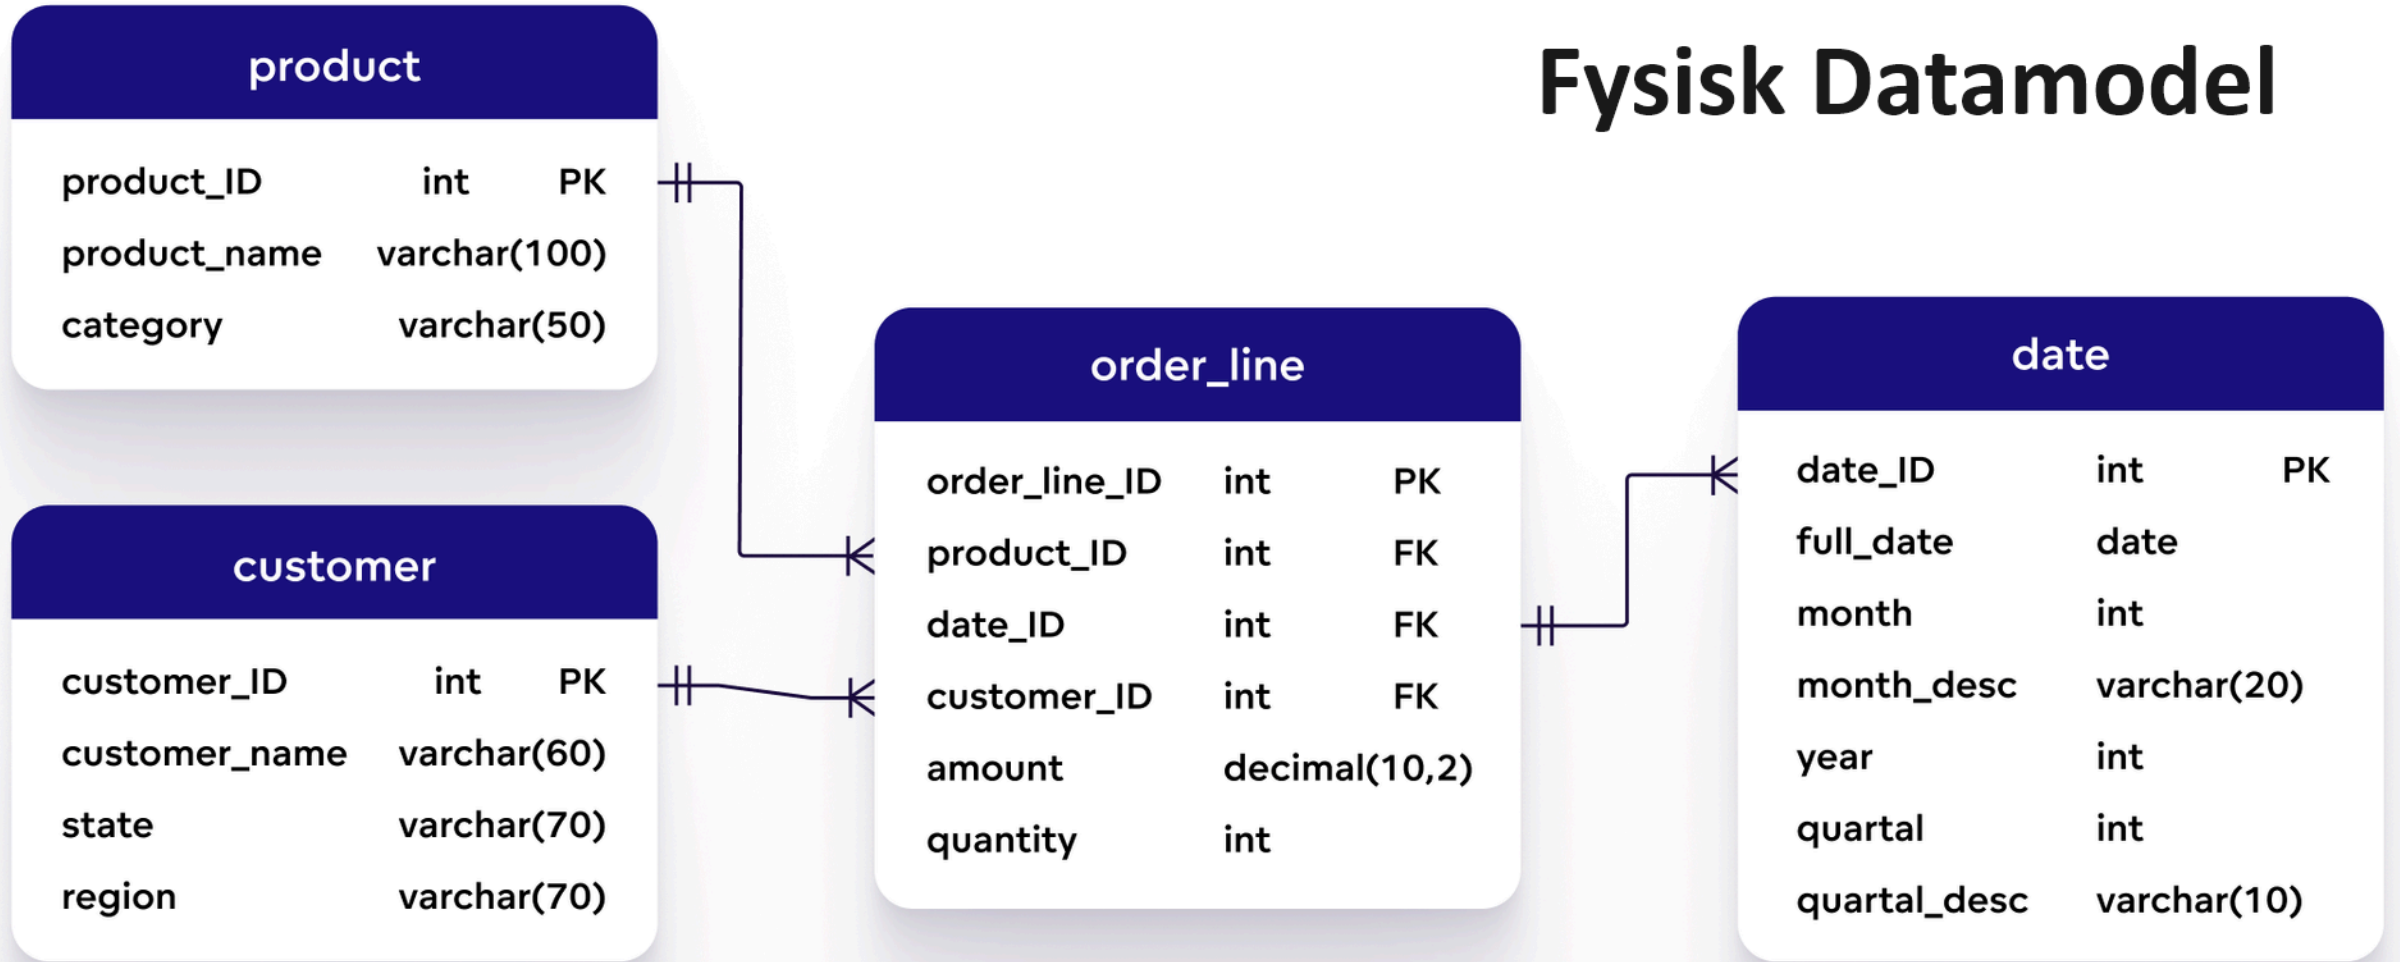 Fysisk Datamodel
product
product_ID int PK
product_name varchar(100)
category varchar(50)
customer
customer_ID int PK
customer_name varchar(60)
state varchar(70)
region varchar(70)
order_line
order_line_ID int PK
product_ID int FK
date_ID int FK
customer_ID int FK
amount decimal(10,2)
quantity int
date
date_ID int PK
full_date date
month int
month_desc varchar(20)
year int
quartal int
quartal_desc varchar(10)